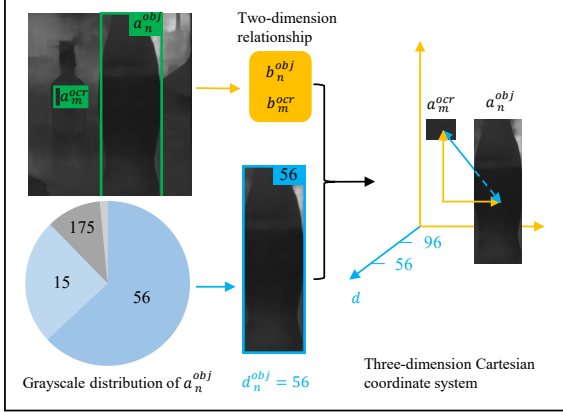 a_n^{obj}
a_m^{ocr}
Two-dimension
relationship
b_n^{obj}
b_m^{ocr}
a_m^{ocr}
a_n^{obj}
96
56
d
56
175
15
56
Grayscale distribution of a_n^{obj}
d_n^{obj} = 56
Three-dimension Cartesian
coordinate system